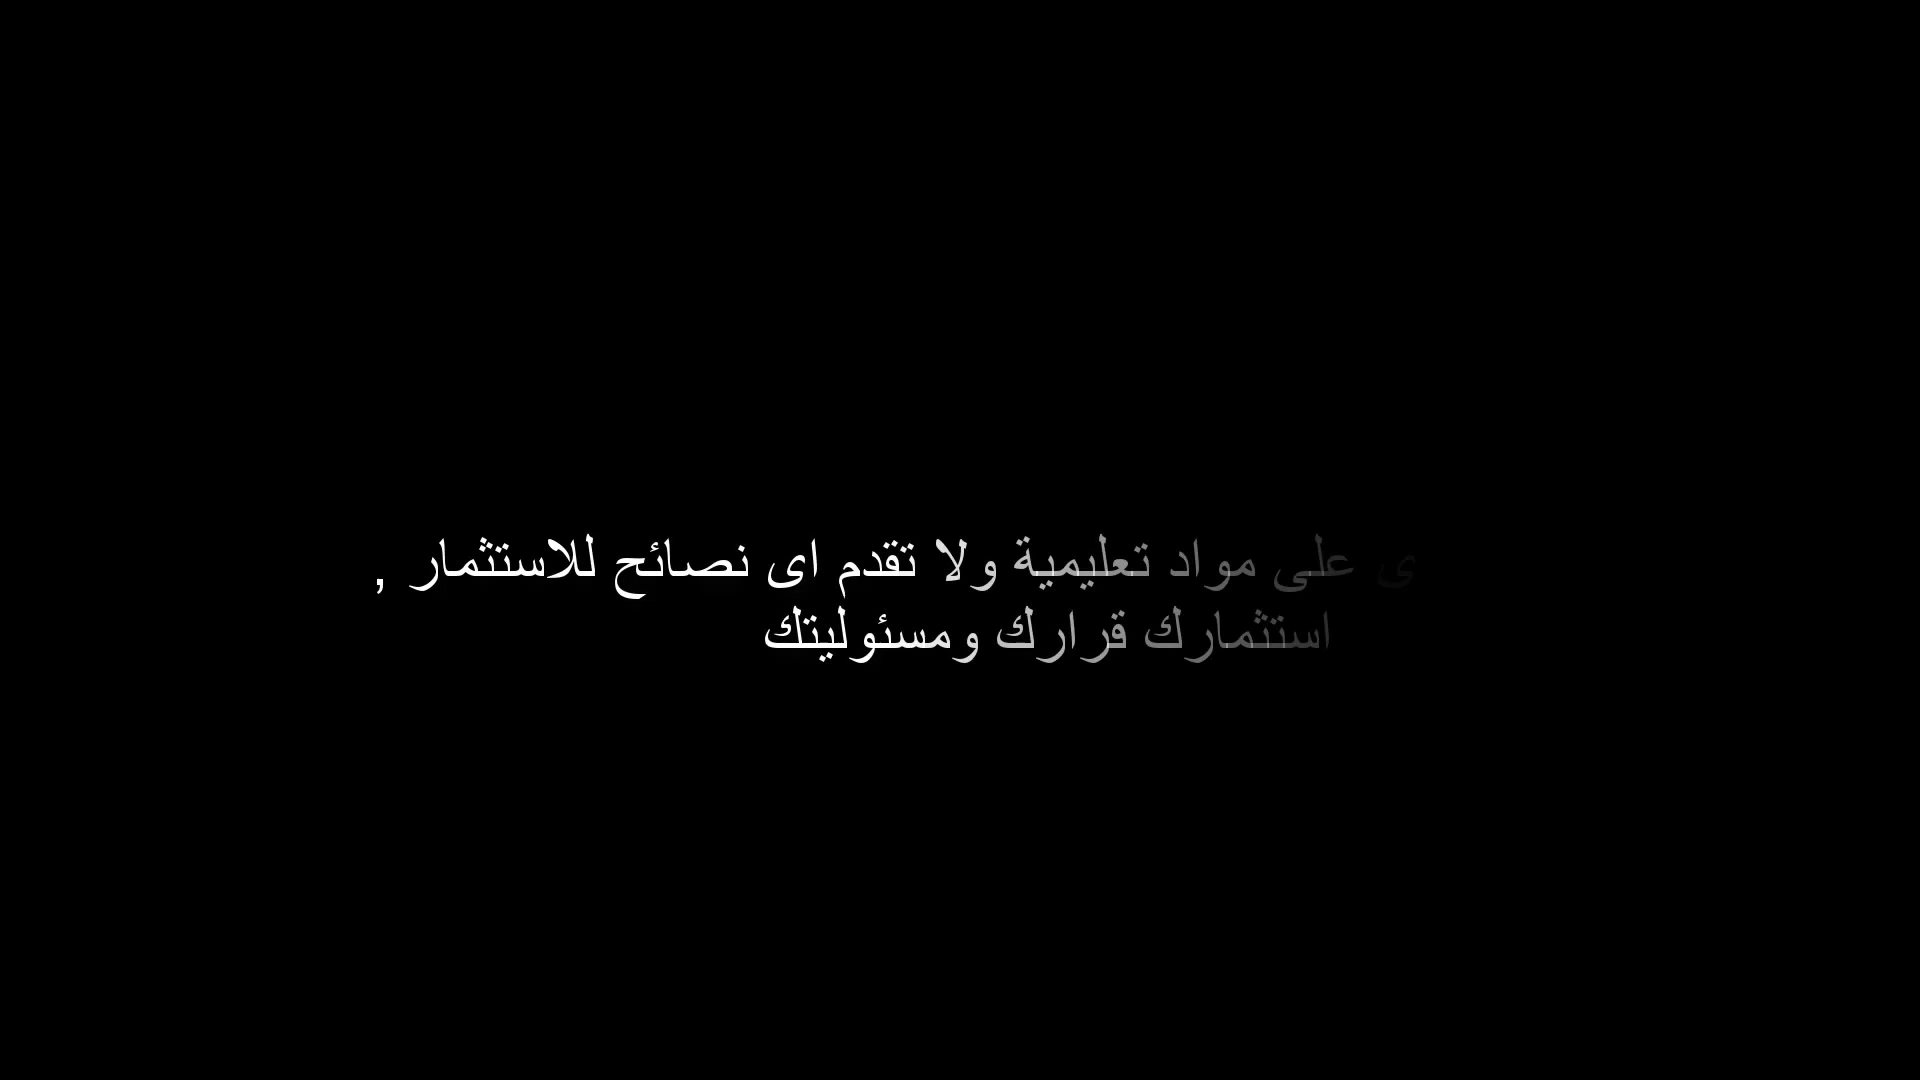 على مواد تعليمية ولا تقدم اى نصائح للاستثمار ,
استثمارك قرارك ومسئوليتك